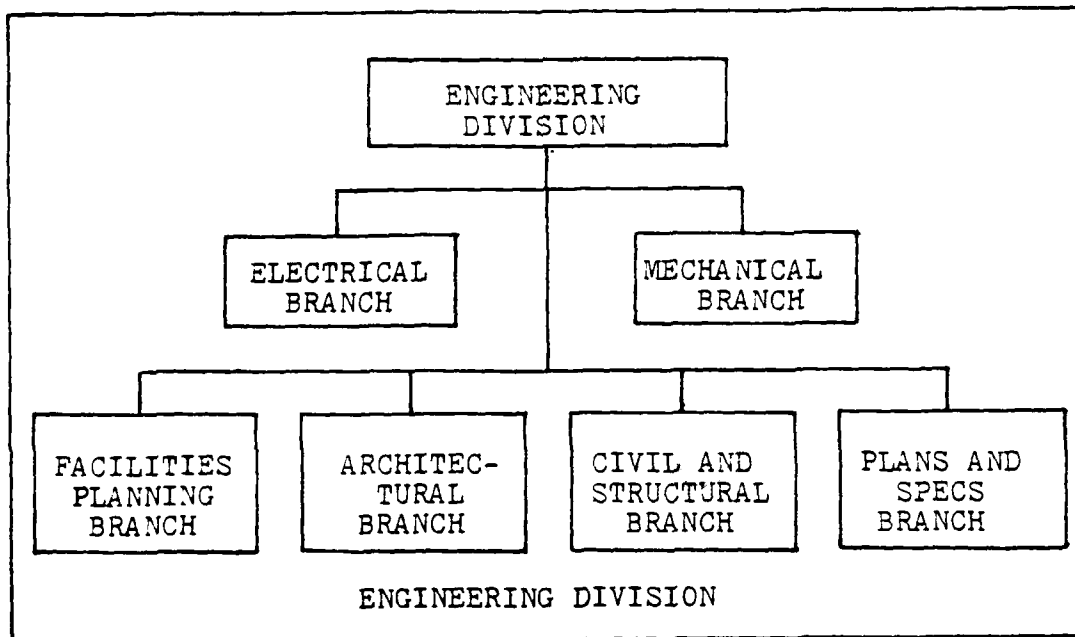 ENGINEERING
DIVISION
ELECTRICAL
BRANCH
MECHANICAL
BRANCH
FACILITIES
PLANNING
BRANCH
ARCHITEC-
TURAL
BRANCH
CIVIL AND
STRUCTURAL
BRANCH
PLANS AND
SPECS
BRANCH
ENGINEERING DIVISION